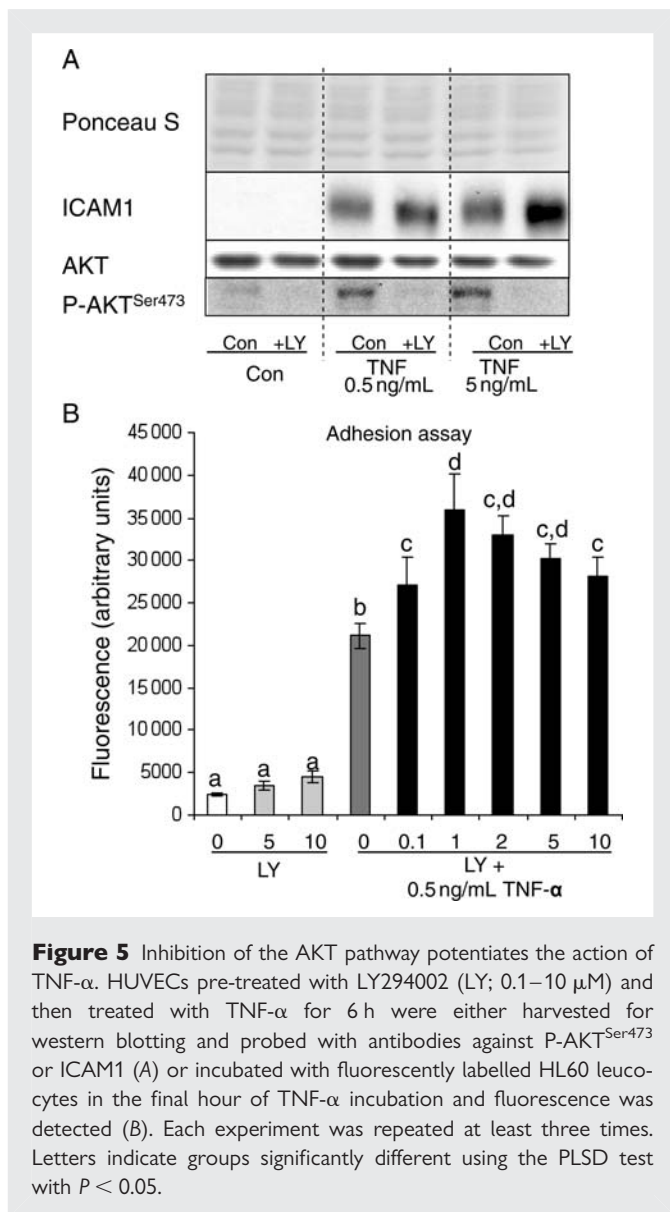 A
Ponceau S
ICAM1
AKT
P-AKT^Ser473
Con +LY Con +LY Con +LY
Con TNF 0.5 ng/mL TNF 5 ng/mL
B
Adhesion assay
Fluorescence (arbitrary units)
45 000
40 000
35 000
30 000
25 000
20 000
15 000
10 000
5000
0
a a a b c d c,d c,d c
0 5 10 0 0.1 1 2 5 10
LY LY +
0.5 ng/mL TNF-α
Figure 5 Inhibition of the AKT pathway potentiates the action of
TNF-α. HUVECs pre-treated with LY294002 (LY; 0.1–10 μM) and
then treated with TNF-α for 6 h were either harvested for
western blotting and probed with antibodies against P-AKT^Ser473
or ICAM1 (A) or incubated with fluorescently labelled HL60 leuco-
cytes in the final hour of TNF-α incubation and fluorescence was
detected (B). Each experiment was repeated at least three times.
Letters indicate groups significantly different using the PLSD test
with P < 0.05.